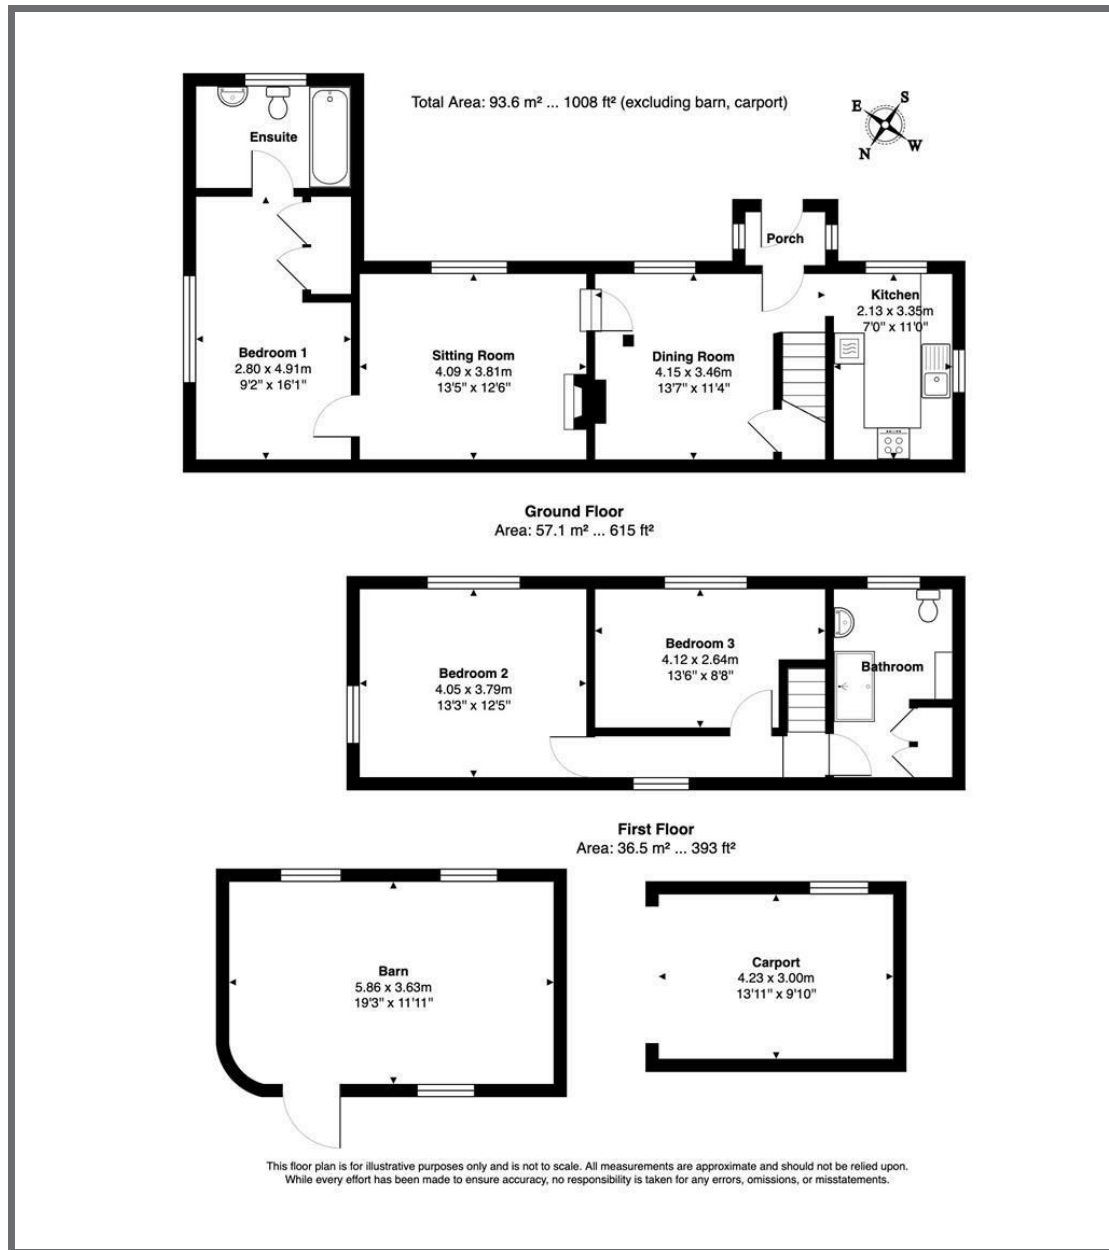 Total Area: 93.6 m² ... 1008 ft² (excluding barn, carport)
E
S
N
W
Ensuite
Porch
Kitchen
2.13 x 3.35m
7'0" x 11'0"
Bedroom 1
2.80 x 4.91m
9'2" x 16'1"
Sitting Room
4.09 x 3.81m
13'5" x 12'6"
Dining Room
4.15 x 3.46m
13'7" x 11'4"
Ground Floor
Area: 57.1 m² ... 615 ft²
Bedroom 2
4.05 x 3.79m
13'3" x 12'5"
Bedroom 3
4.12 x 2.64m
13'6" x 8'8"
Bathroom
First Floor
Area: 36.5 m² ... 393 ft²
Barn
5.86 x 3.63m
19'3" x 11'11"
Carport
4.23 x 3.00m
13'11" x 9'10"
This floor plan is for illustrative purposes only and is not to scale. All measurements are approximate and should not be relied upon.
While every effort has been made to ensure accuracy, no responsibility is taken for any errors, omissions, or misstatements.